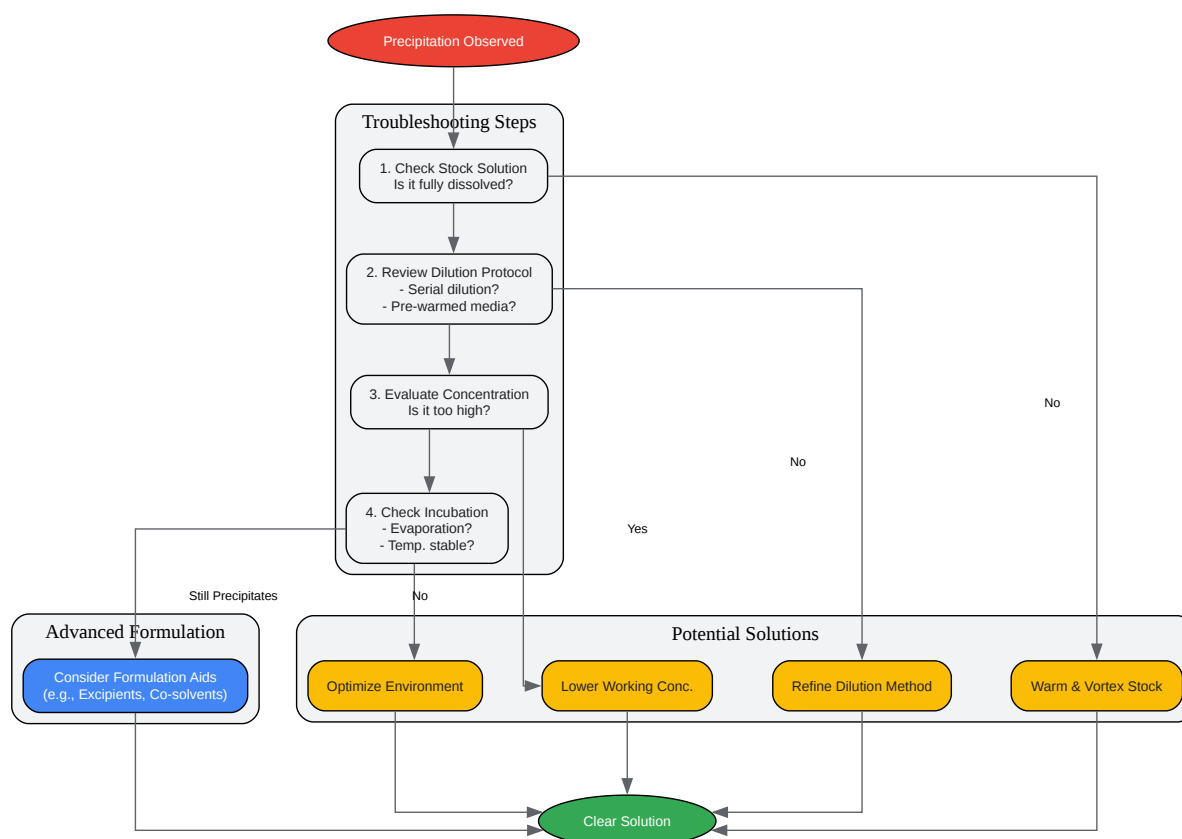 Precipitation Observed
Troubleshooting Steps
1. Check Stock Solution
Is it fully dissolved?
2. Review Dilution Protocol
- Serial dilution?
- Pre-warmed media?
3. Evaluate Concentration
Is it too high?
No
No
4. Check Incubation
- Evaporation?
- Temp. stable?
Yes
Still Precipitates
No
Advanced Formulation
Consider Formulation Aids
(e.g., Excipients, Co-solvents)
Potential Solutions
Optimize Environment
Lower Working Conc.
Refine Dilution Method
Warm & Vortex Stock
Clear Solution